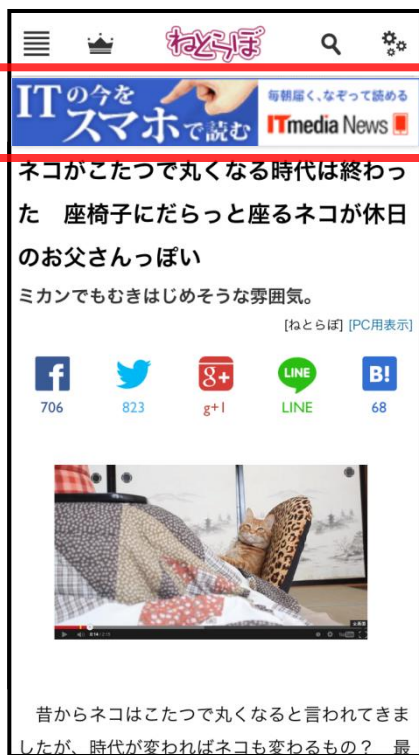 ねとらぼ
ITの今を
スマホで読む
毎朝届く、なぞって読める
ITmedia News
ネコがこたつで丸くなる時代は終わっ
た　座椅子にだらっと座るネコが休日
のお父さんっぽい
ミカンでもむきはじめそうな雰囲気。
[ねとらぼ] [PC用表示]
f
g+
LINE
B!
706
823
g+1
LINE
68
昔からネコはこたつで丸くなると言われてきま
したが、時代が変わればネコも変わるもの？　最